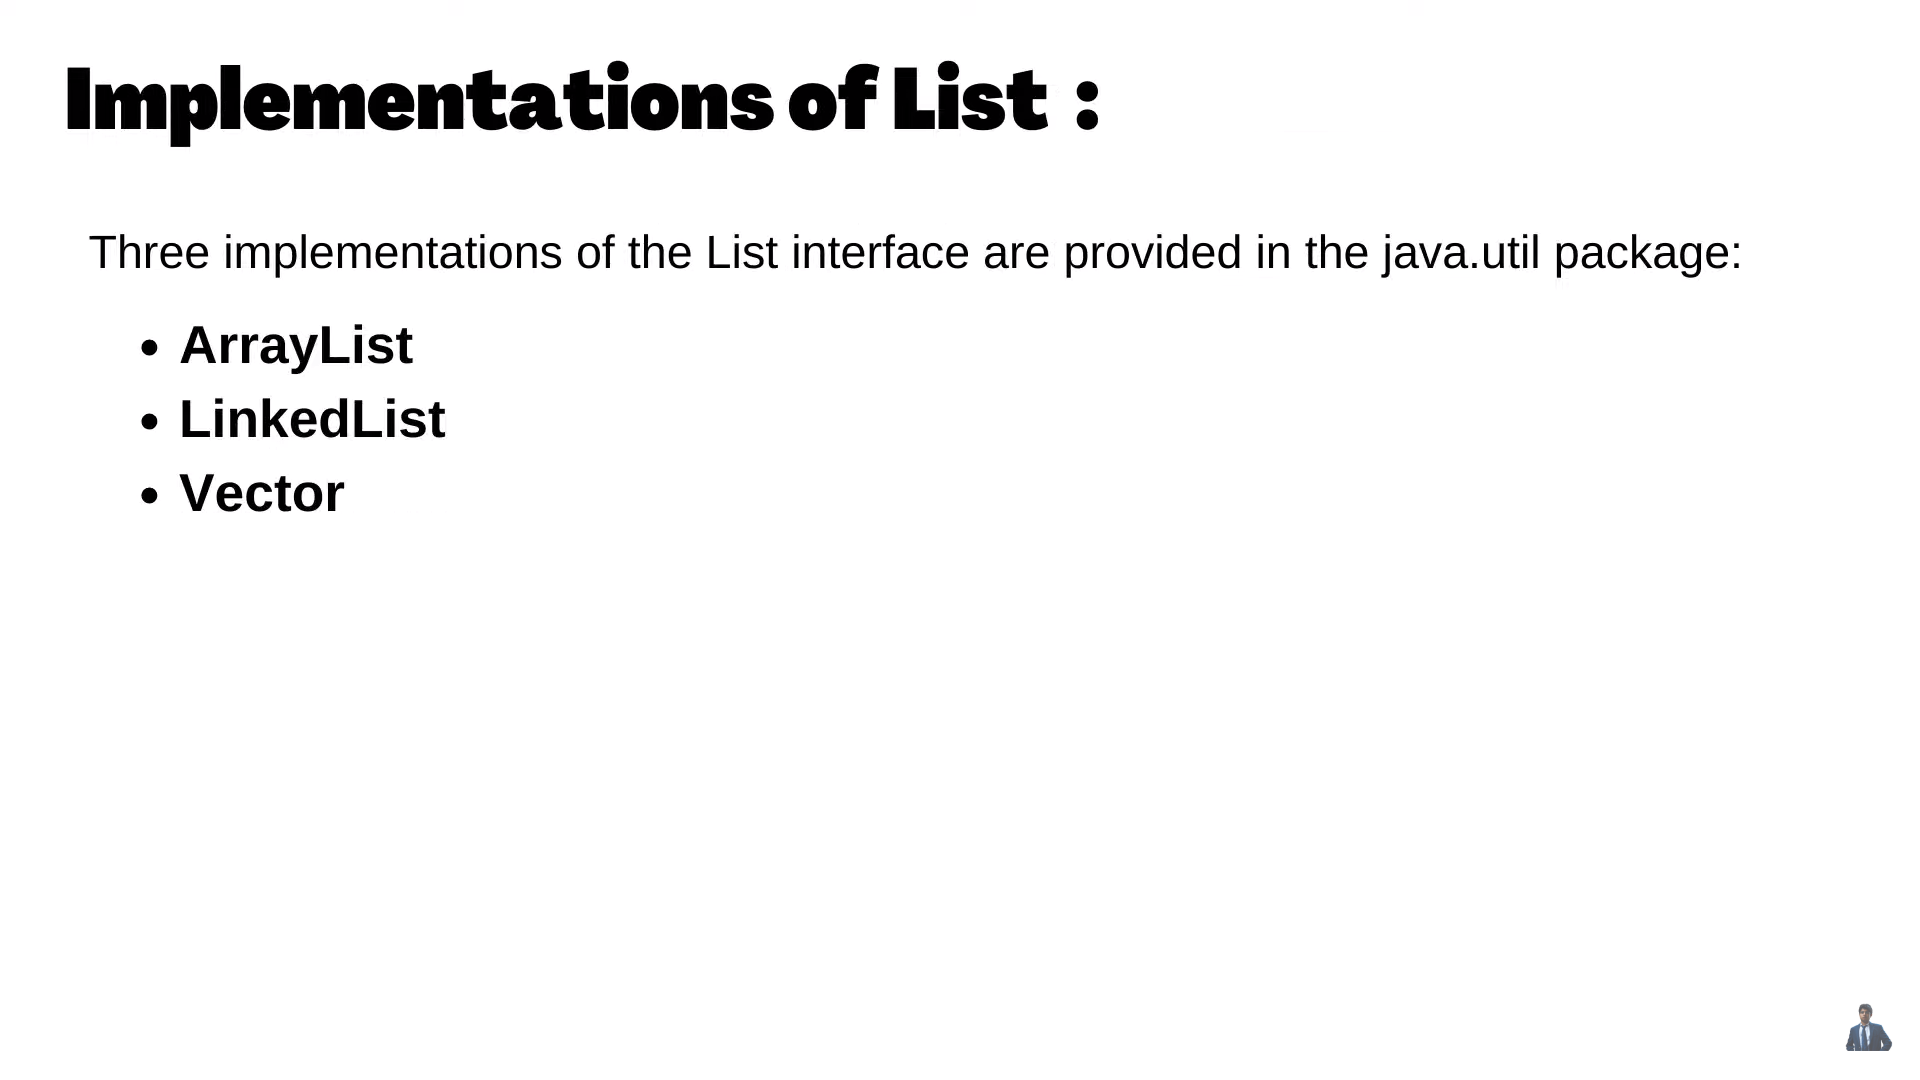 Implementations of List :
Three implementations of the List interface are provided in the java.util package:
• ArrayList
• LinkedList
• Vector